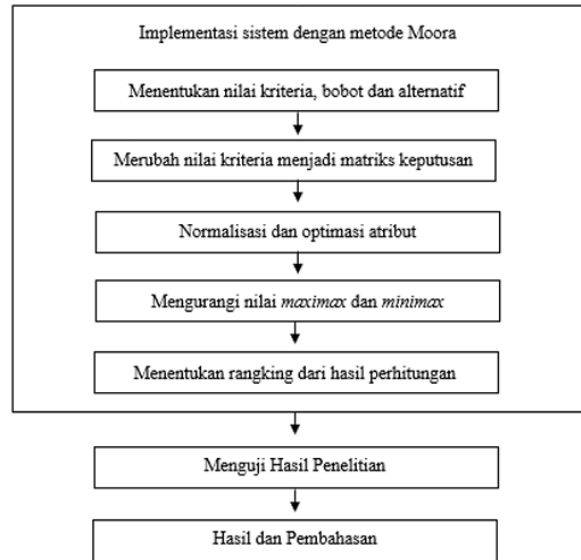 Implementasi sistem dengan metode Moora
Menentukan nilai kriteria, bobot dan alternatif
Merubah nilai kriteria menjadi matriks keputusan
Normalisasi dan optimasi atribut
Mengurangi nilai maximax dan minimax
Menentukan rangking dari hasil perhitungan
Menguji Hasil Penelitian
Hasil dan Pembahasan